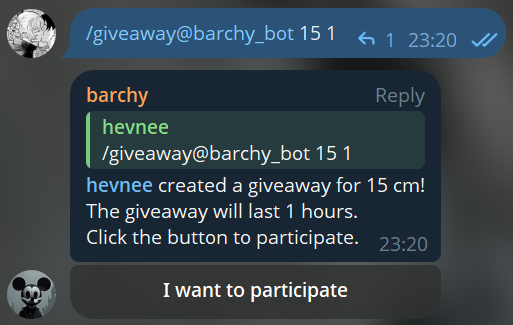 /giveaway@barchy_bot 15 1
1 23:20
barchy Reply
hevnee
/giveaway@barchy_bot 15 1
hevnee created a giveaway for 15 cm!
The giveaway will last 1 hours.
Click the button to participate.
23:20
I want to participate